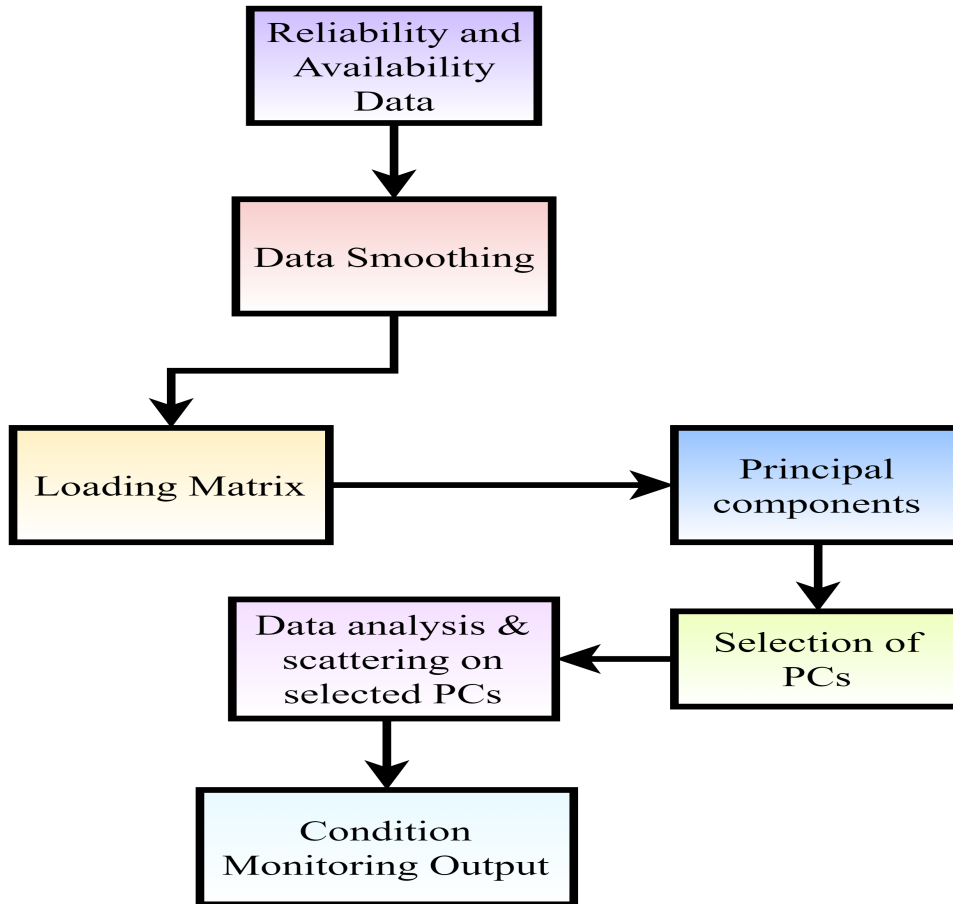 Reliability and
Availability
Data
Data Smoothing
Loading Matrix
Principal
components
Selection of
PCs
Data analysis &
scattering on
selected PCs
Condition
Monitoring Output